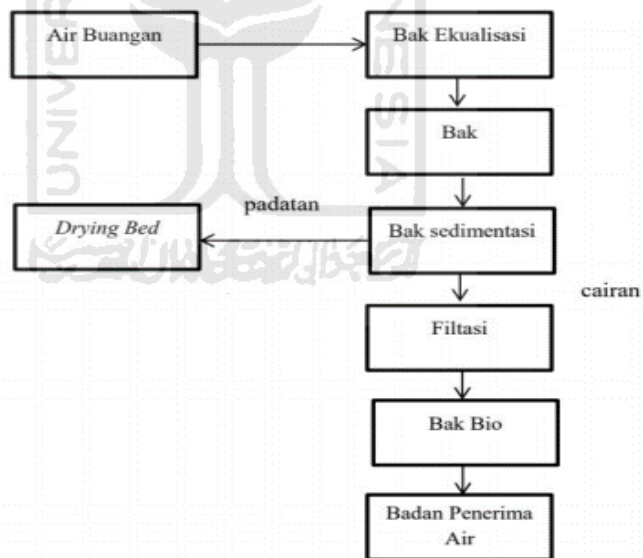 Air Buangan
Bak Ekualisasi
Bak
padatan
Drying Bed
Bak sedimentasi
cairan
Filtasi
Bak Bio
Badan Penerima
Air